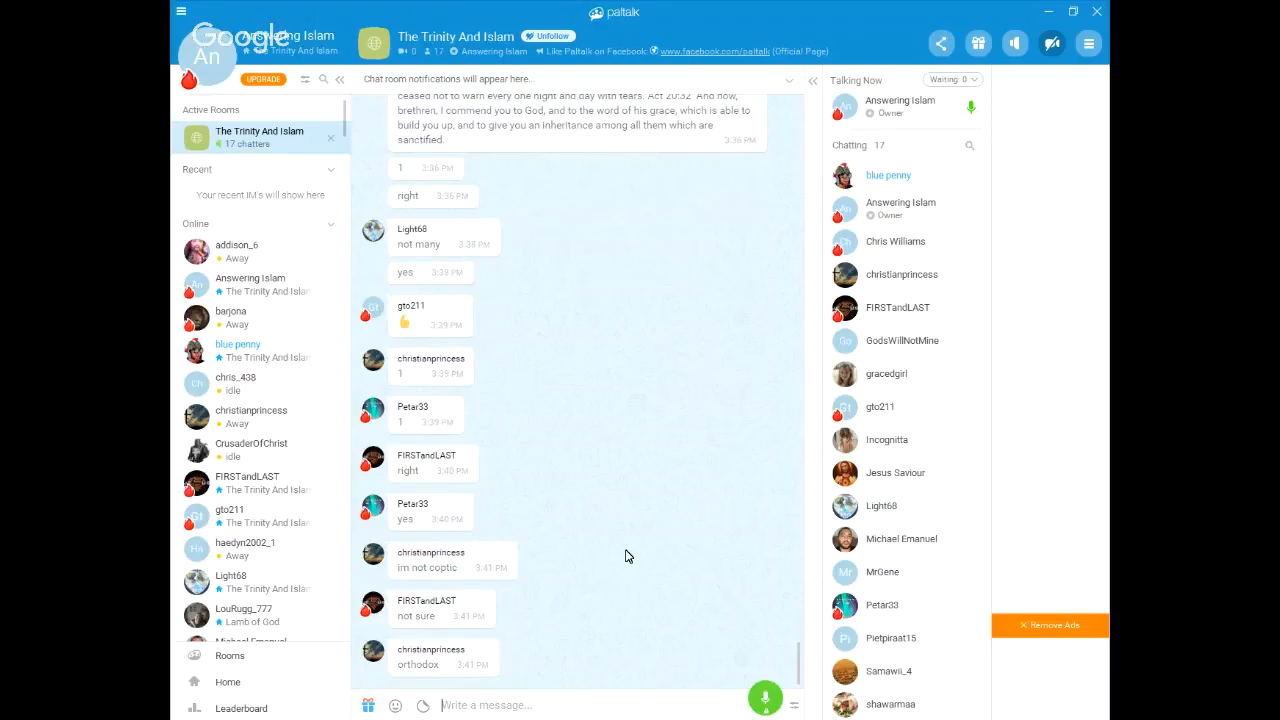 paltalk
Google
Answering Islam
The Trinity And Islam
An
The Trinity And Islam
Unfollow
0 17 Answering Islam Like Paltalk on Facebook: www.facebook.com/paltalk (Official Page)
UPGRADE
Active Rooms
The Trinity And Islam
17 chatters
Recent
Your recent IM's will show here
Online
addison_6
Away
Answering Islam
The Trinity And Islar
barjona
Away
blue penny
The Trinity And Islar
chris_438
idle
christianprincess
Away
CrusaderOfChrist
idle
FIRSTandLAST
The Trinity And Islar
gto211
The Trinity And Islar
haedyn2002_1
Away
Light68
The Trinity And Islar
LouRugg_777
Lamb of God
Michael Emanuel
Rooms
Home
Leaderboard
Chat room notifications will appear here...
ceased not to warn every one night and day with tears. Act 20:32 And now,
brethren, I commend you to God, and to the word of his grace, which is able to
build you up, and to give you an inheritance among all them which are
sanctified. 3:36 PM
1 3:36 PM
right 3:36 PM
Light68
not many 3:38 PM
yes 3:38 PM
gto211
3:39 PM
christianprincess
1 3:39 PM
Petar33
1 3:39 PM
FIRSTandLAST
right 3:40 PM
Petar33
yes 3:40 PM
christianprincess
im not coptic 3:41 PM
FIRSTandLAST
not sure 3:41 PM
christianprincess
orthodox 3:41 PM
Write a message...
Talking Now
Waiting: 0
Answering Islam
Owner
Chatting 17
blue penny
Answering Islam
Owner
Chris Williams
christianprincess
FIRSTandLAST
GodsWillNotMine
gracedgirl
gto211
Incognitta
Jesus Saviour
Light68
Michael Emanuel
MrGene
Petar33
Pietpiraat15
Samawii_4
shawarmaa
Remove Ads